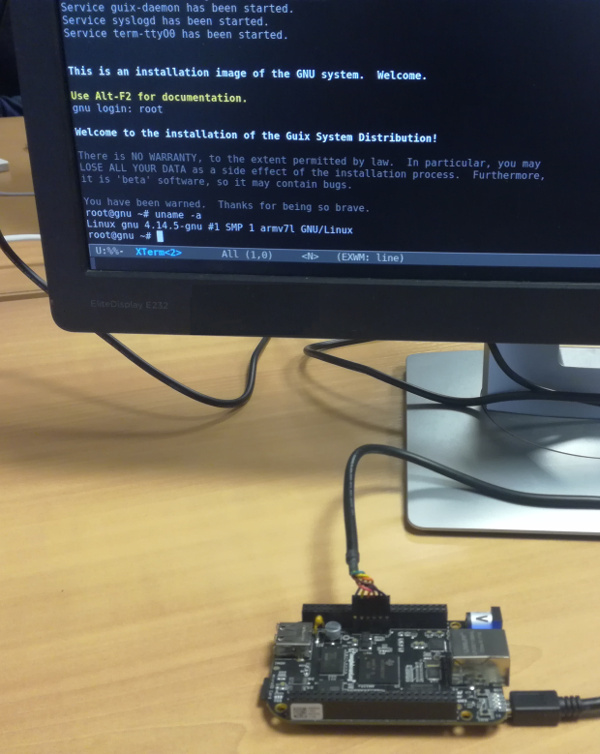 Service guix-daemon has been started.
Service syslogd has been started.
Service term-ttyO0 has been started.
This is an installation image of the GNU system.  Welcome.
Use Alt-F2 for documentation.
gnu login: root
Welcome to the installation of the Guix System Distribution!
There is NO WARRANTY, to the extent permitted by law.  In particular, you may
LOSE ALL YOUR DATA as a side effect of the installation process.  Furthermore,
it is 'beta' software, so it may contain bugs.
You have been warned.  Thanks for being so brave.
root@gnu ~# uname -a
Linux gnu 4.14.5-gnu #1 SMP 1 armv7l GNU/Linux
root@gnu ~#
U:%%-  XTerm<2>       All (1,0)     <N>   (EXWM: line)
EliteDisplay E232